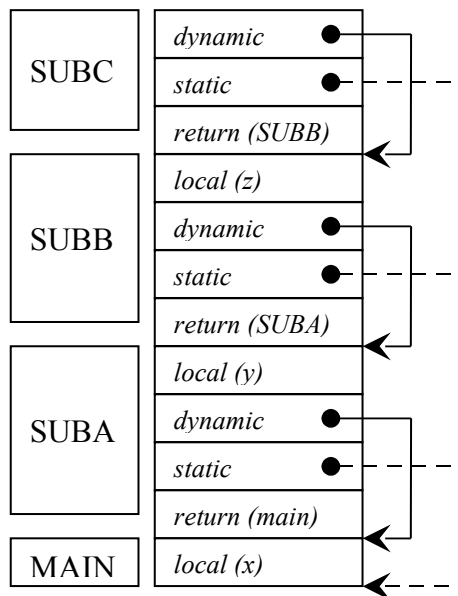 SUBC
dynamic
static
return (SUBB)
SUBB
local (z)
dynamic
static
return (SUBA)
SUBA
local (y)
dynamic
static
return (main)
MAIN
local (x)